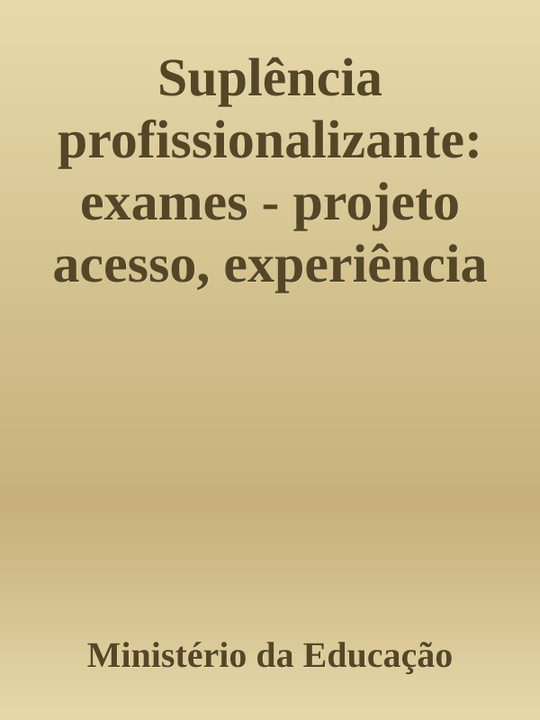 Suplência
profissionalizante:
exames - projeto
acesso, experiência
Ministério da Educação